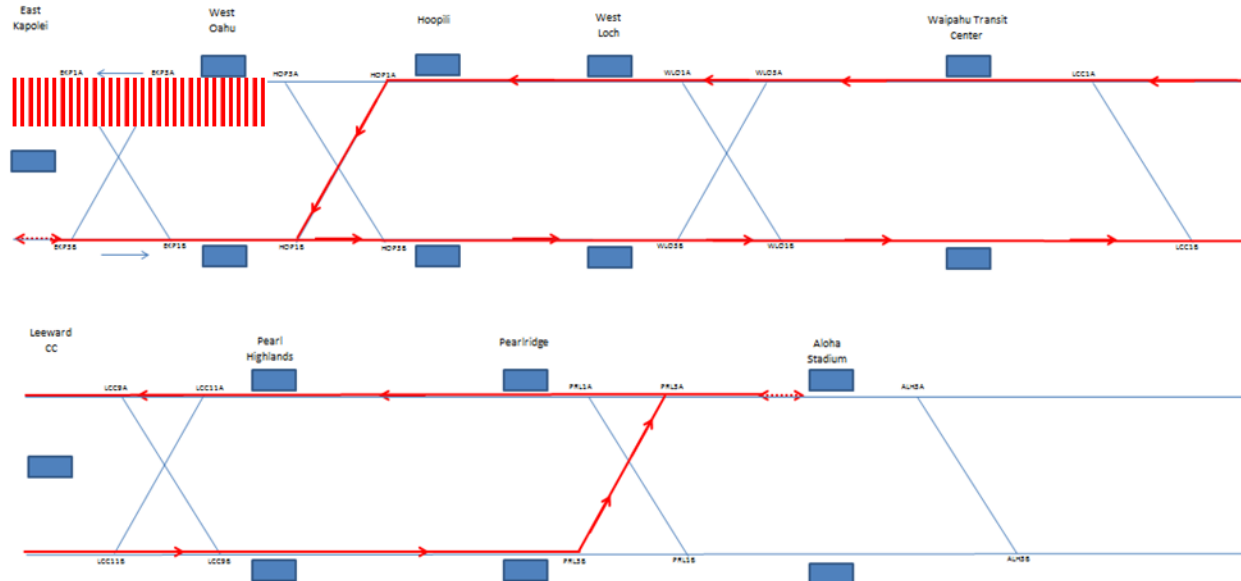 East
Kapolei
West
Oahu
Hoopili
West
Loch
Waipahu Transit
Center
EKP1A
EKP3A
HOP3A
HOP1A
WLO1A
WLO3A
LCC1A
EKP3B
EKP1B
HOP1B
HOP3B
WLO3B
WLO1B
LCC1B
Leeward
CC
Pearl
Highlands
Pearlridge
Aloha
Stadium
LCC9A
LCC11A
PRL1A
PRL3A
ALH3A
LCC11B
LCC9B
PRL3B
PRL1B
ALH3B